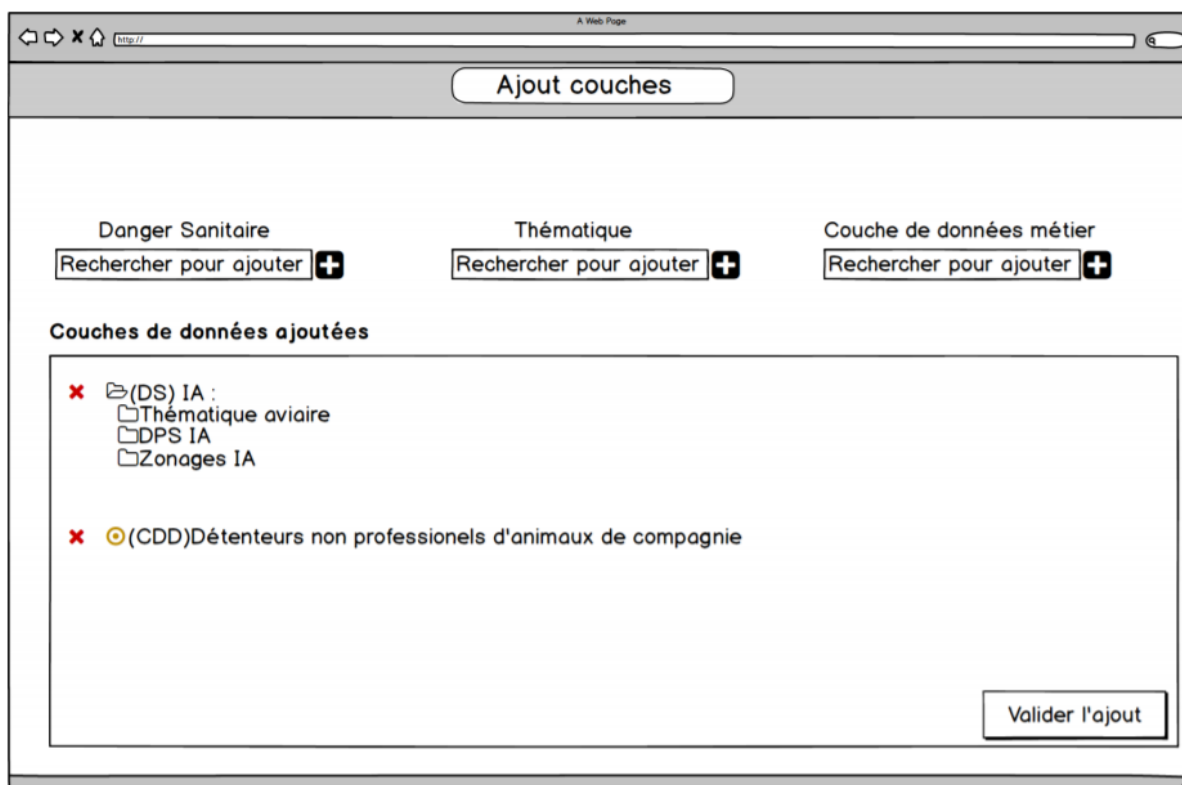 A Web Page
http://
Ajout couches
Danger Sanitaire
Thématique
Couche de données métier
Rechercher pour ajouter
Rechercher pour ajouter
Rechercher pour ajouter
Couches de données ajoutées
(DS) IA :
Thématique aviaire
DPS IA
Zonages IA
(CDD)Détenteurs non professionels d'animaux de compagnie
Valider l'ajout